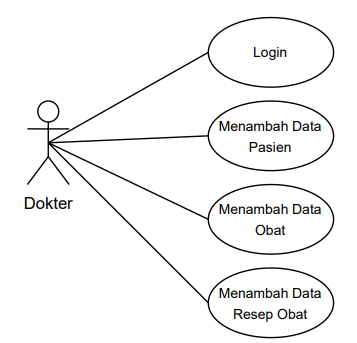 Login
Menambah Data
Pasien
Dokter
Menambah Data
Obat
Menambah Data
Resep Obat